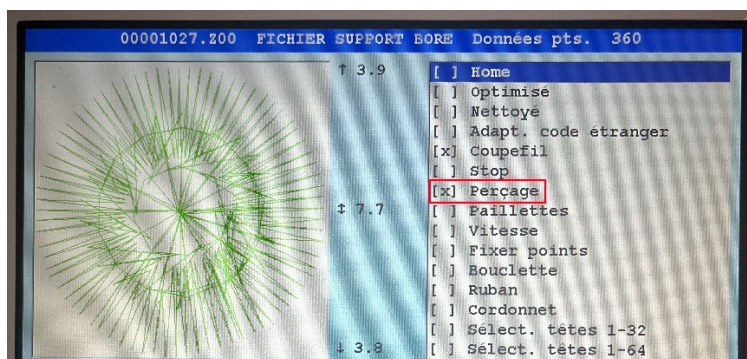 00001027.Z00 FICHIER SUPPORT BORE Données pts. 360
↑ 3.9
[ ] Home
[ ] Optimisé
[ ] Nettoyé
[ ] Adapt. code étranger
[x] Coupefil
[ ] Stop
[x] Perçage
↕ 7.7
[ ] Paillettes
[ ] Vitesse
[ ] Fixer points
[ ] Bouclette
[ ] Ruban
[ ] Cordonnet
[ ] Sélect. têtes 1-32
↓ 3.8
[ ] Sélect. têtes 1-64